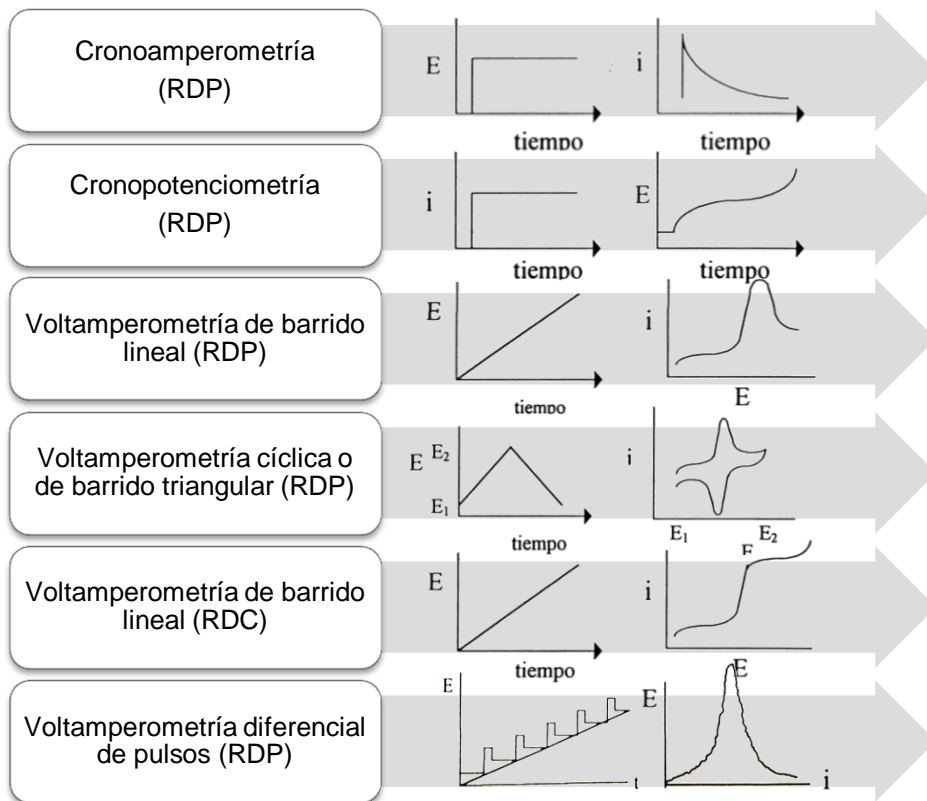 Cronoamperometría
(RDP)
E
tiempo
i
tiempo
Cronopotenciometría
(RDP)
i
tiempo
E
tiempo
Voltamperometría de barrido
lineal (RDP)
E
tiempo
i
E
Voltamperometría cíclica o
de barrido triangular (RDP)
E
E₂
E₁
tiempo
i
E₁
E₂
E
Voltamperometría de barrido
lineal (RDC)
E
tiempo
i
E
Voltamperometría diferencial
de pulsos (RDP)
E
t
E
i